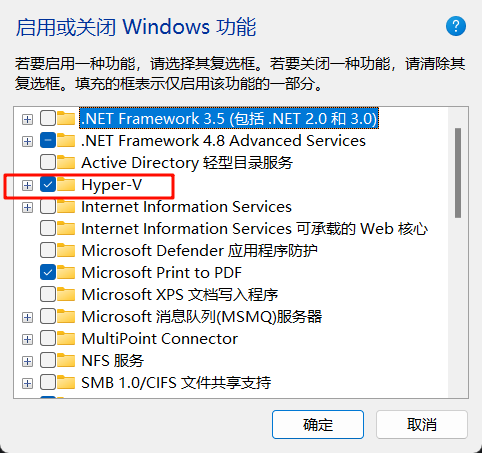 启用或关闭 Windows 功能
?
若要启用一种功能，请选择其复选框。若要关闭一种功能，请清除其
复选框。填充的框表示仅启用该功能的一部分。
.NET Framework 3.5 (包括 .NET 2.0 和 3.0)
.NET Framework 4.8 Advanced Services
Active Directory 轻型目录服务
Hyper-V
Internet Information Services
Internet Information Services 可承载的 Web 核心
Microsoft Defender 应用程序防护
Microsoft Print to PDF
Microsoft XPS 文档写入程序
Microsoft 消息队列(MSMQ)服务器
MultiPoint Connector
NFS 服务
SMB 1.0/CIFS 文件共享支持
确定
取消